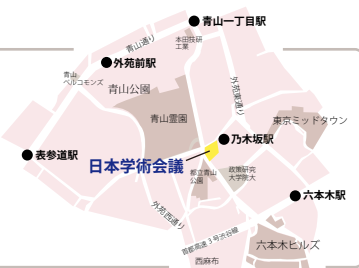 青山一丁目駅
青山通り
本田技研
工業
外苑前駅
青山
ベルコモンズ
青山公園
外苑東通り
青山霊園
東京ミッドタウン
乃木坂駅
表参道駅
日本学術会議
都立青山
公園
政策研究
大学院大
六本木駅
外苑西通り
首都高速3号渋谷線
六本木ヒルズ
西麻布